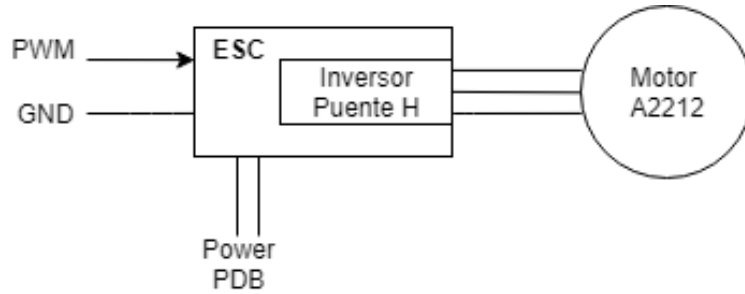 PWM
ESC
GND
Inversor
Puente H
Motor
A2212
Power
PDB